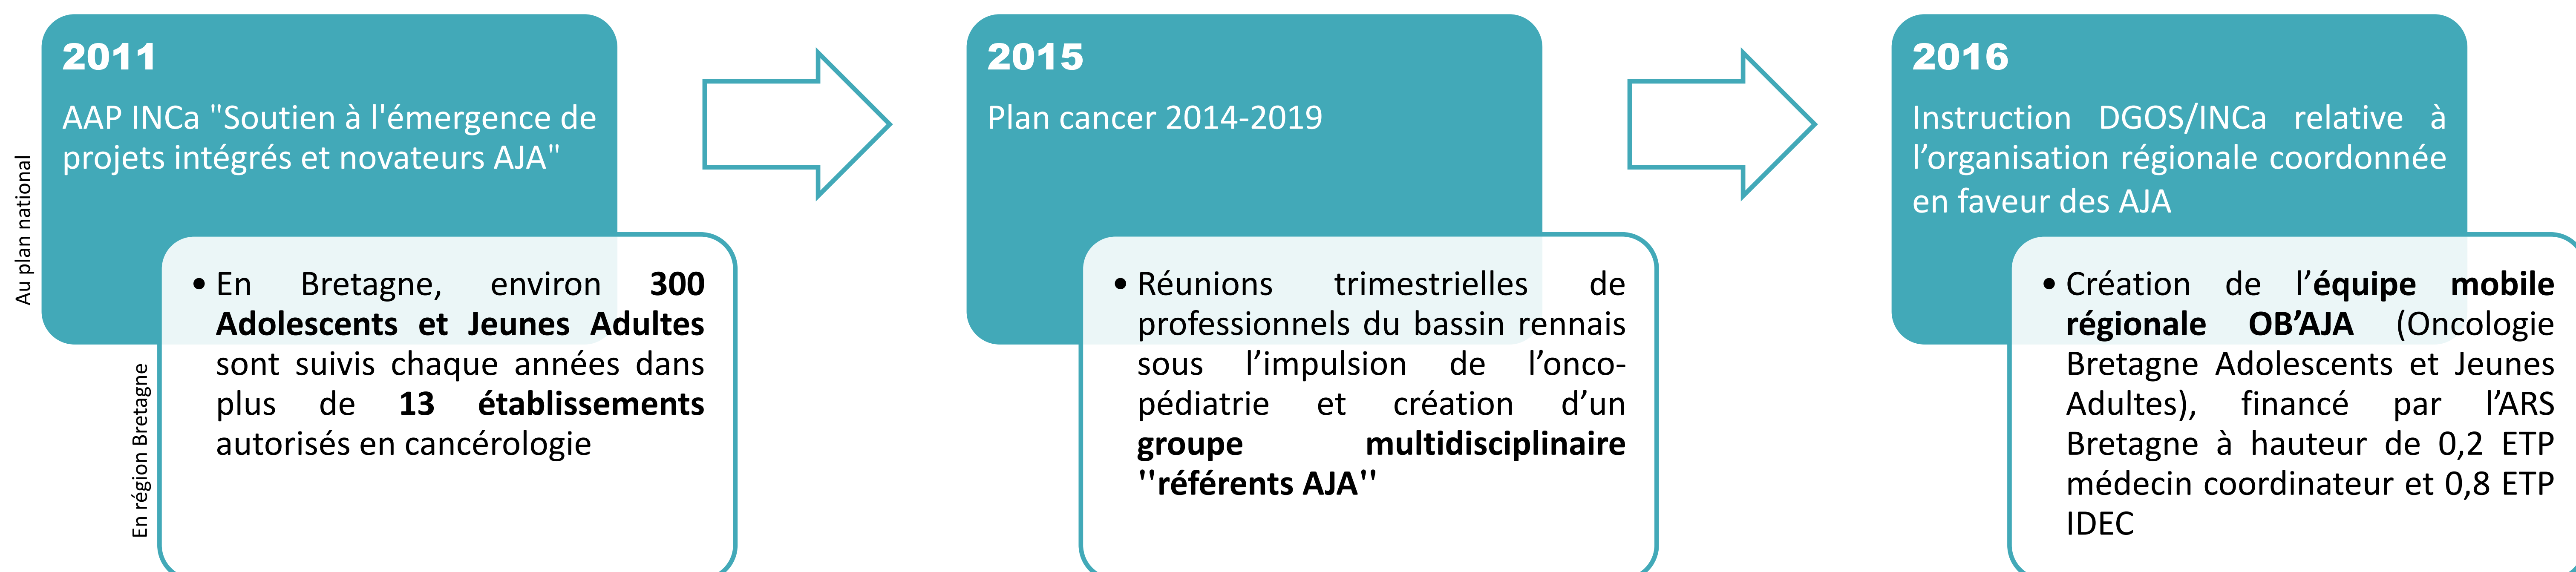 Au plan national
2011
AAP INCa "Soutien à l'émergence de
projets intégrés et novateurs AJA"
En région Bretagne
• En Bretagne, environ 300
Adolescents et Jeunes Adultes
sont suivis chaque années dans
plus de 13 établissements
autorisés en cancérologie
2015
Plan cancer 2014-2019
• Réunions trimestrielles de
professionnels du bassin rennais
sous l’impulsion de l’onco-
pédiatrie et création d’un
groupe multidisciplinaire
''référents AJA''
2016
Instruction DGOS/INCa relative à
l’organisation régionale coordonnée
en faveur des AJA
• Création de l’équipe mobile
régionale OB’AJA (Oncologie
Bretagne Adolescents et Jeunes
Adultes), financé par l’ARS
Bretagne à hauteur de 0,2 ETP
médecin coordinateur et 0,8 ETP
IDEC